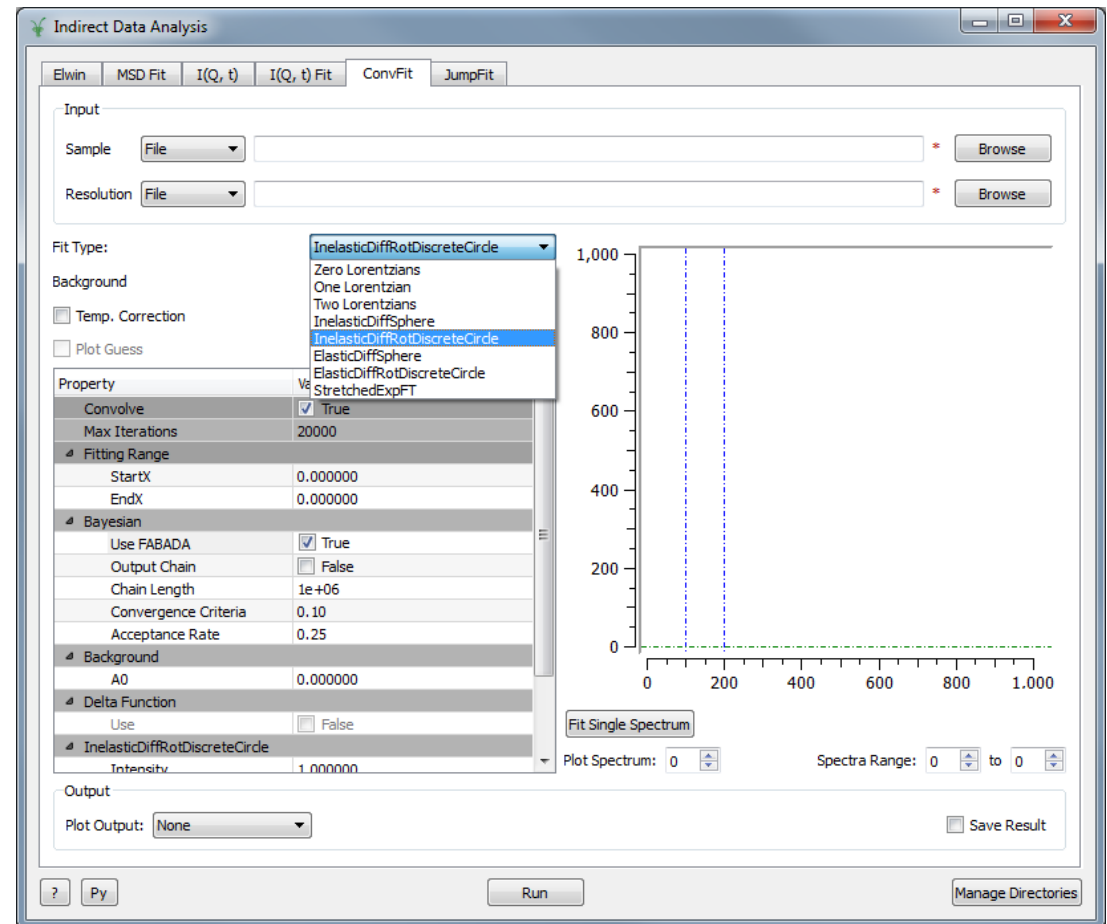 Indirect Data Analysis
Elwin MSD Fit I(Q, t) I(Q, t) Fit ConvFit JumpFit
Input
Sample File * Browse
Resolution File * Browse
Fit Type: InelasticDiffRotDiscreteCircle
Zero Lorentzians
One Lorentzian
Two Lorentzians
InelasticDiffSphere
InelasticDiffRotDiscreteCircle
ElasticDiffSphere
ElasticDiffRotDiscreteCircle
StretchedExpFT
Background
Temp. Correction
Plot Guess
Property Va
Convolve True
Max Iterations 20000
Fitting Range
StartX 0.000000
EndX 0.000000
Bayesian
Use FABADA True
Output Chain False
Chain Length 1e+06
Convergence Criteria 0.10
Acceptance Rate 0.25
Background
A0 0.000000
Delta Function
Use False
InelasticDiffRotDiscreteCircle
Intensity 1.000000
1,000
800
600
400
200
0
0 200 400 600 800 1.000
Fit Single Spectrum
Plot Spectrum: 0 Spectra Range: 0 to 0
Output
Plot Output: None Save Result
? Py Run Manage Directories